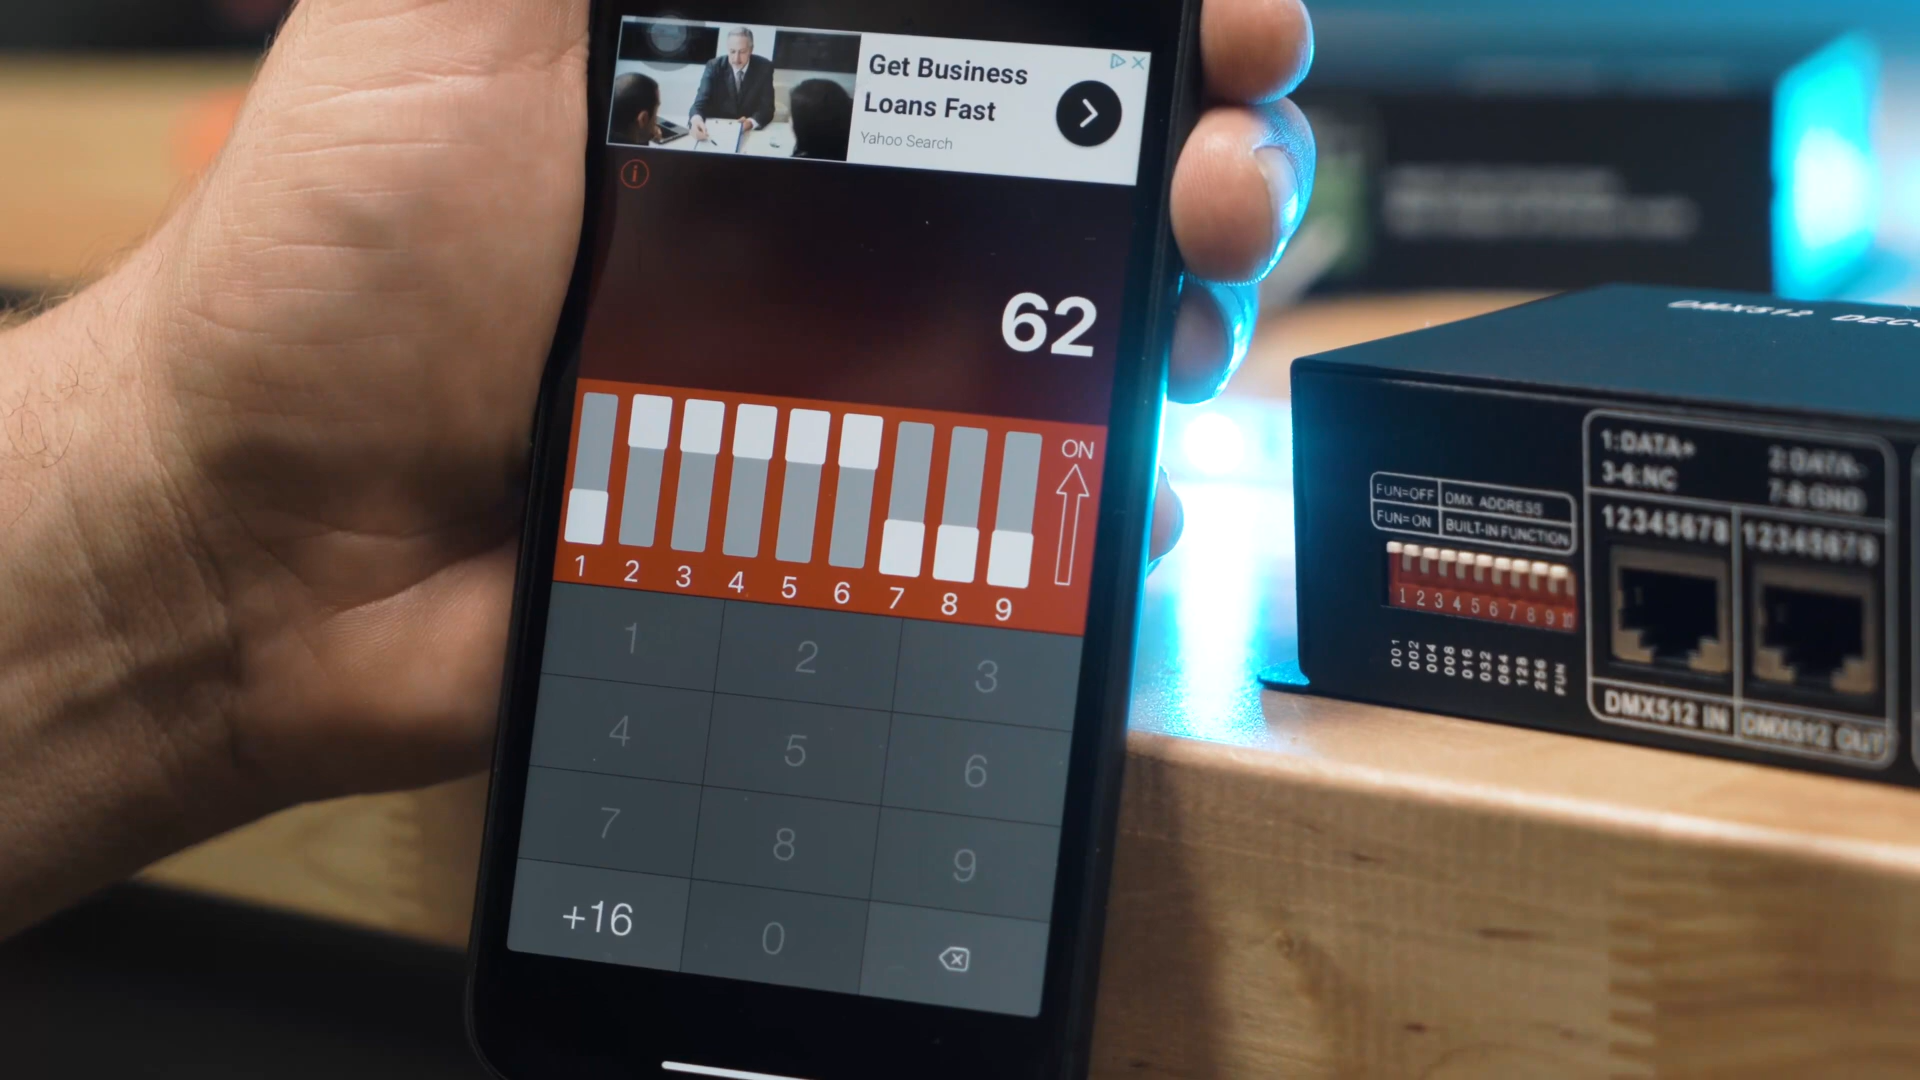 Get Business
Loans Fast
Yahoo Search
i
62
ON
1 2 3 4 5 6 7 8 9
1 2 3
4 5 6
7 8 9
+16 0
DMX512
FUN=OFF DMX ADDRESS
FUN=ON BUILT-IN FUNCTION
1 2 3 4 5 6 7 8 9 10
001 002 004 008 016 032 064 128 256 FUN
1:DATA+ 2:DATA-
3-6:NC 7-8:GND
12345678 12345678
DMX512 IN DMX512 OUT